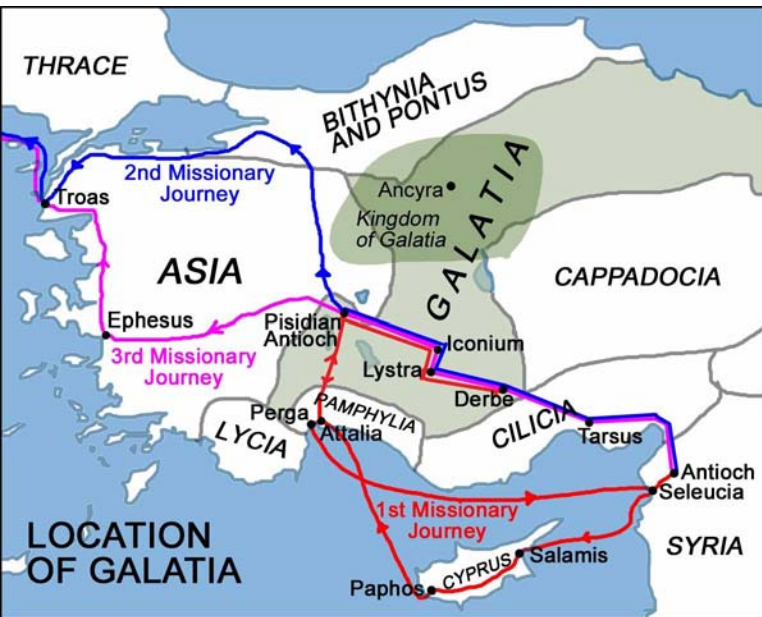 THRACE
BITHYNIA
AND PONTUS
2nd Missionary
Journey
Troas
Ancyra
Kingdom
of Galatia
GALATIA
ASIA
CAPPADOCIA
Ephesus
Pisidian
Antioch
3rd Missionary
Journey
Iconium
Lystra
Derbe
PAMPHYLIA
Perga
Attalia
LYCIA
CILICIA
Tarsus
Antioch
Seleucia
1st Missionary
Journey
SYRIA
Salamis
CYPRUS
Paphos
LOCATION
OF GALATIA